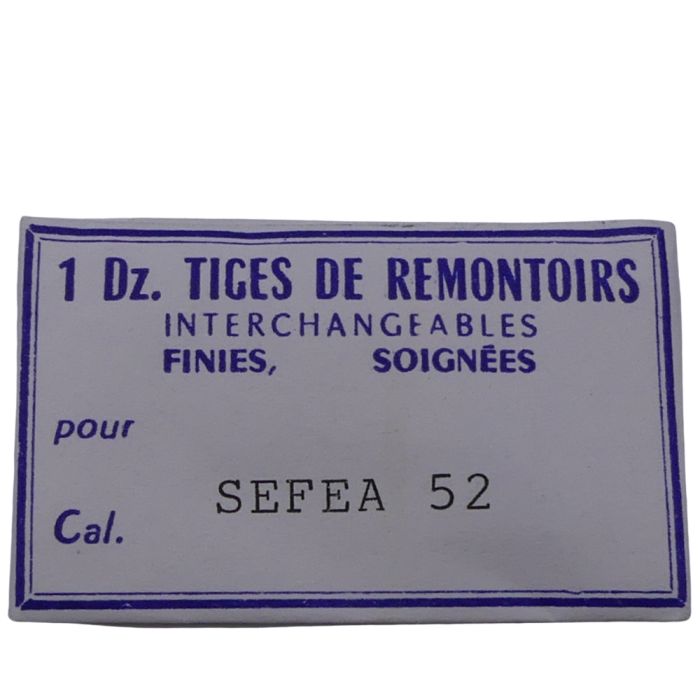 1 Dz. TIGES DE REMONTOIRS
INTERCHANGEABLES
FINIES, SOIGNÉES
pour
SEFEA 52
Cal.